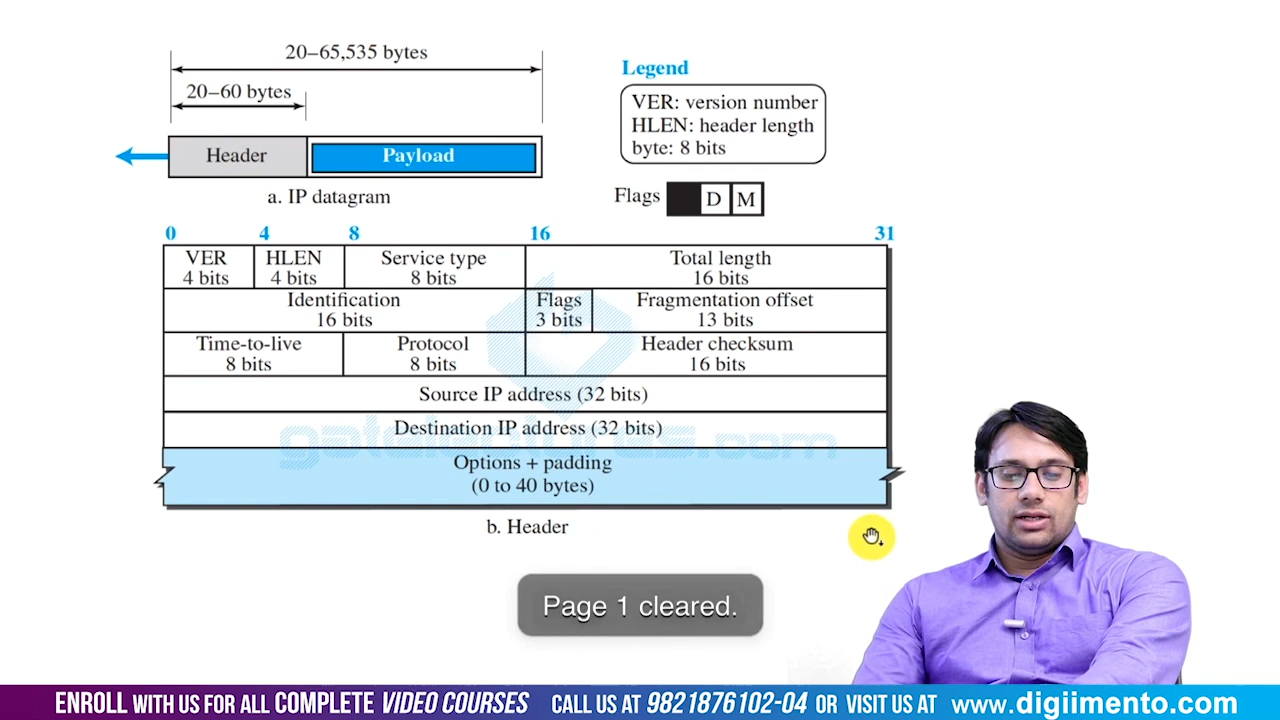 20–65,535 bytes
20–60 bytes
Header
Payload
a. IP datagram
Legend
VER: version number
HLEN: header length
byte: 8 bits
Flags
D
M
0
4
8
16
31
VER
4 bits
HLEN
4 bits
Service type
8 bits
Total length
16 bits
Identification
16 bits
Flags
3 bits
Fragmentation offset
13 bits
Time-to-live
8 bits
Protocol
8 bits
Header checksum
16 bits
Source IP address (32 bits)
Destination IP address (32 bits)
gatelectures.com
Options + padding
(0 to 40 bytes)
b. Header
Page 1 cleared.
ENROLL WITH US FOR ALL COMPLETE VIDEO COURSES CALL US AT 9821876102-04 OR VISIT US AT www.digiimento.com